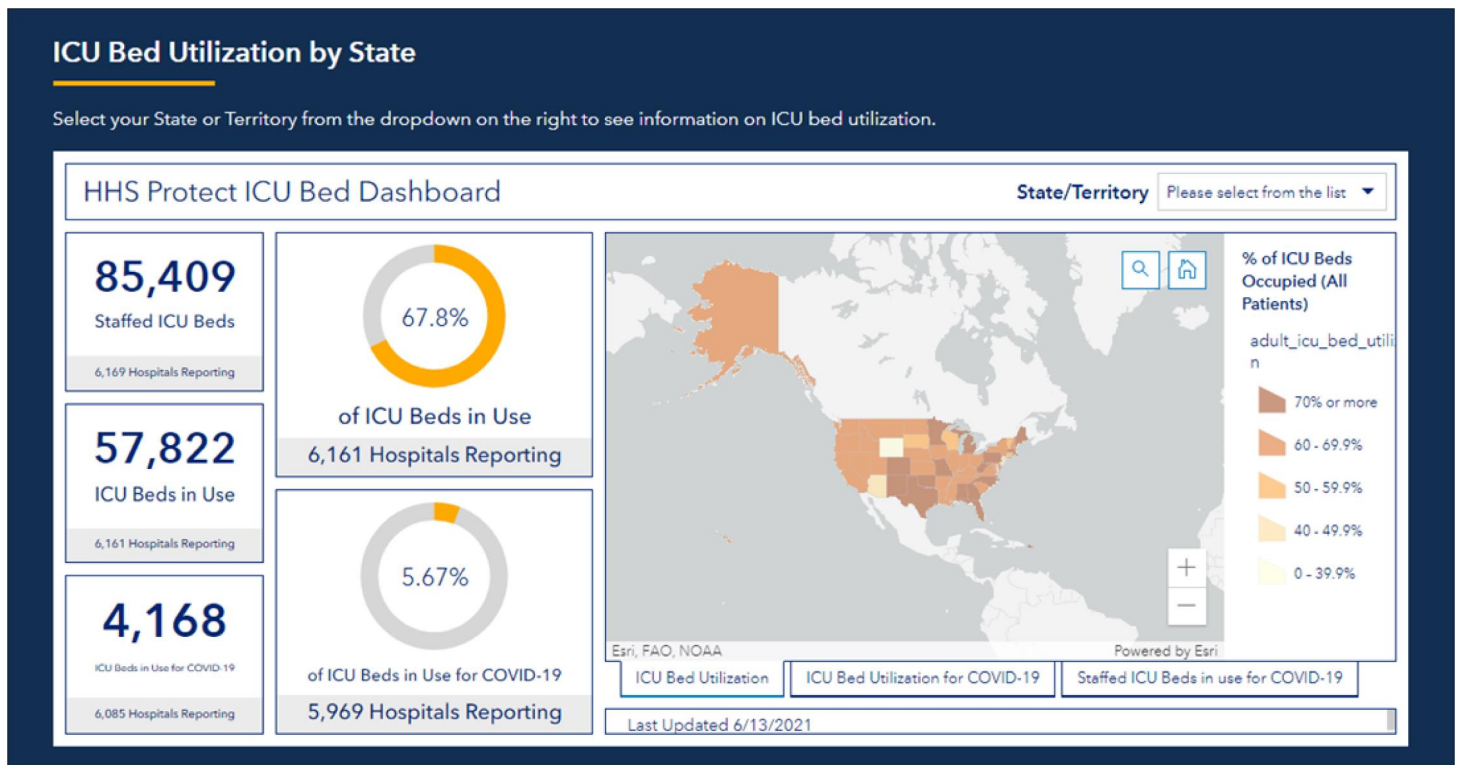 ICU Bed Utilization by State
Select your State or Territory from the dropdown on the right to see information on ICU bed utilization.
HHS Protect ICU Bed Dashboard
State/Territory
Please select from the list
85,409
Staffed ICU Beds
6,169 Hospitals Reporting
57,822
ICU Beds in Use
6,161 Hospitals Reporting
4,168
ICU Beds in Use for COVID-19
6,085 Hospitals Reporting
67.8%
of ICU Beds in Use
6,161 Hospitals Reporting
5.67%
of ICU Beds in Use for COVID-19
5,969 Hospitals Reporting
Esri, FAO, NOAA
Powered by Esri
% of ICU Beds
Occupied (All
Patients)
adult_icu_bed_utili
n
70% or more
60 - 69.9%
50 - 59.9%
40 - 49.9%
0 - 39.9%
ICU Bed Utilization
ICU Bed Utilization for COVID-19
Staffed ICU Beds in use for COVID-19
Last Updated 6/13/2021